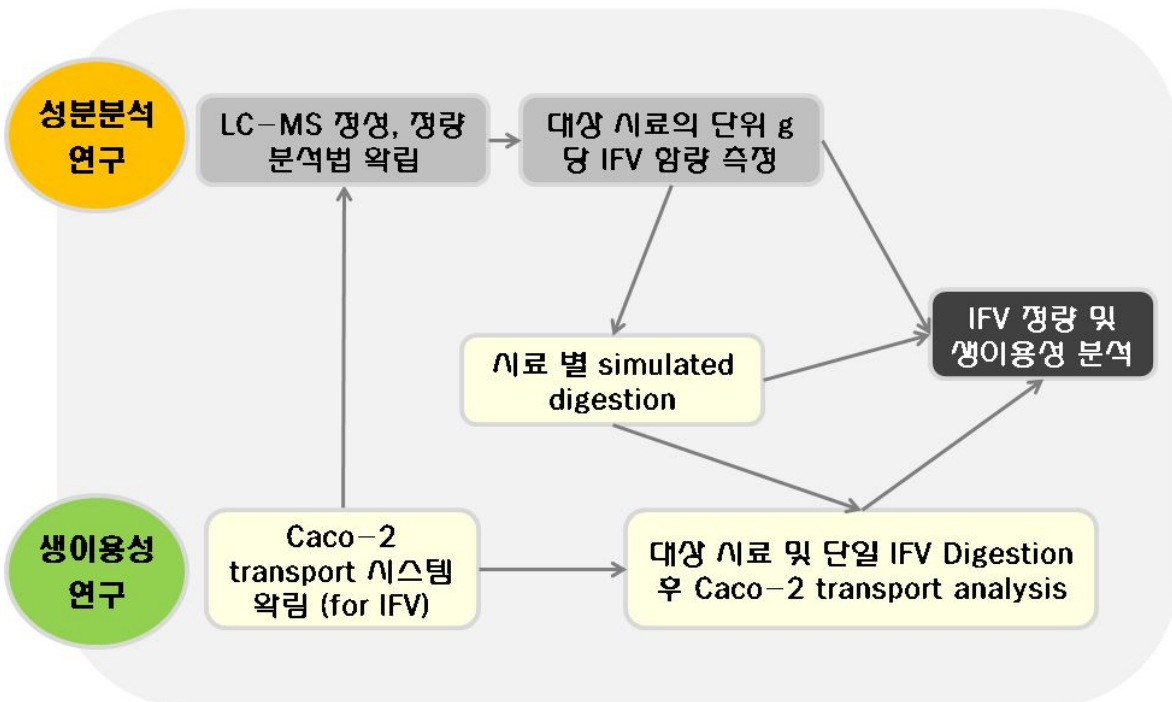 성분분석
연구
LC-MS 정성, 정량
분석법 확립
대상 시료의 단위 g
당 IFV 함량 측정
IFV 정량 및
생이용성 분석
시료 별 simulated
digestion
생이용성
연구
Caco-2
transport 시스템
확립 (for IFV)
대상 시료 및 단일 IFV Digestion
후 Caco-2 transport analysis